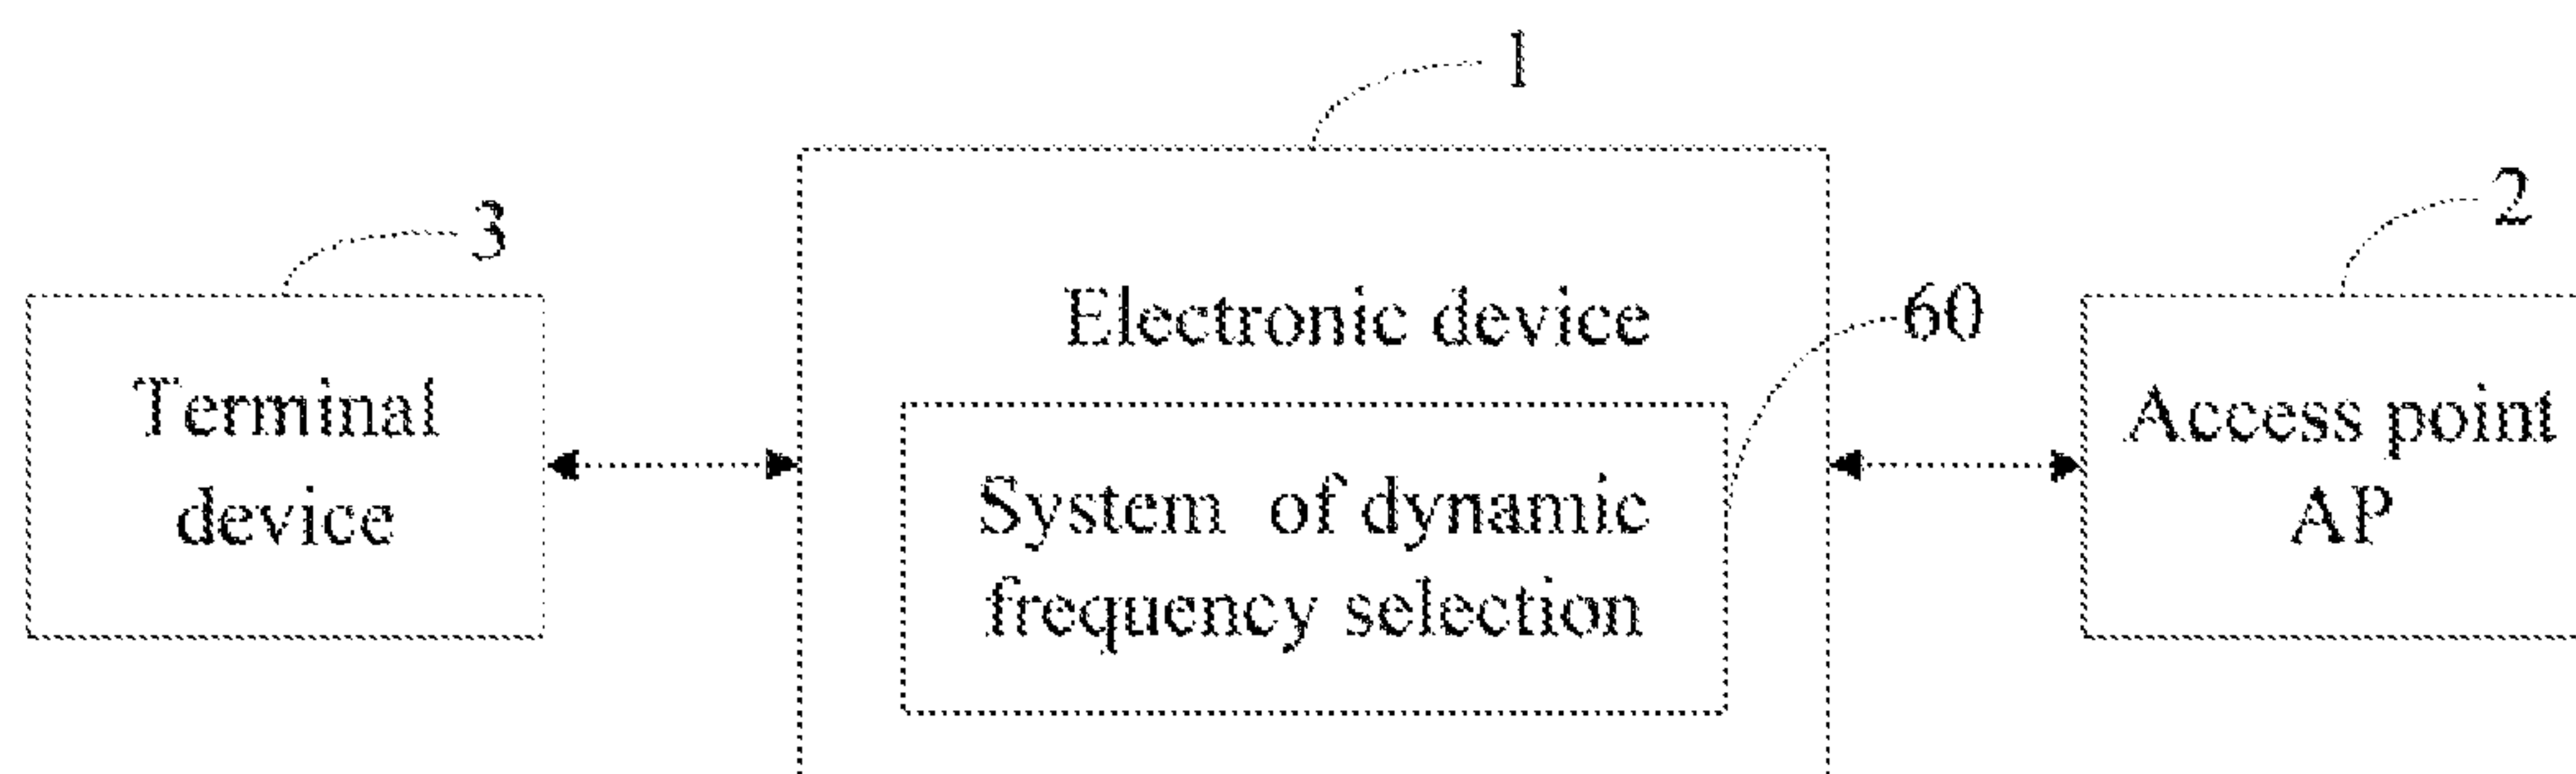 1
2
3
Electronic device
60
Terminal
device
Access point
AP
System of dynamic
frequency selection